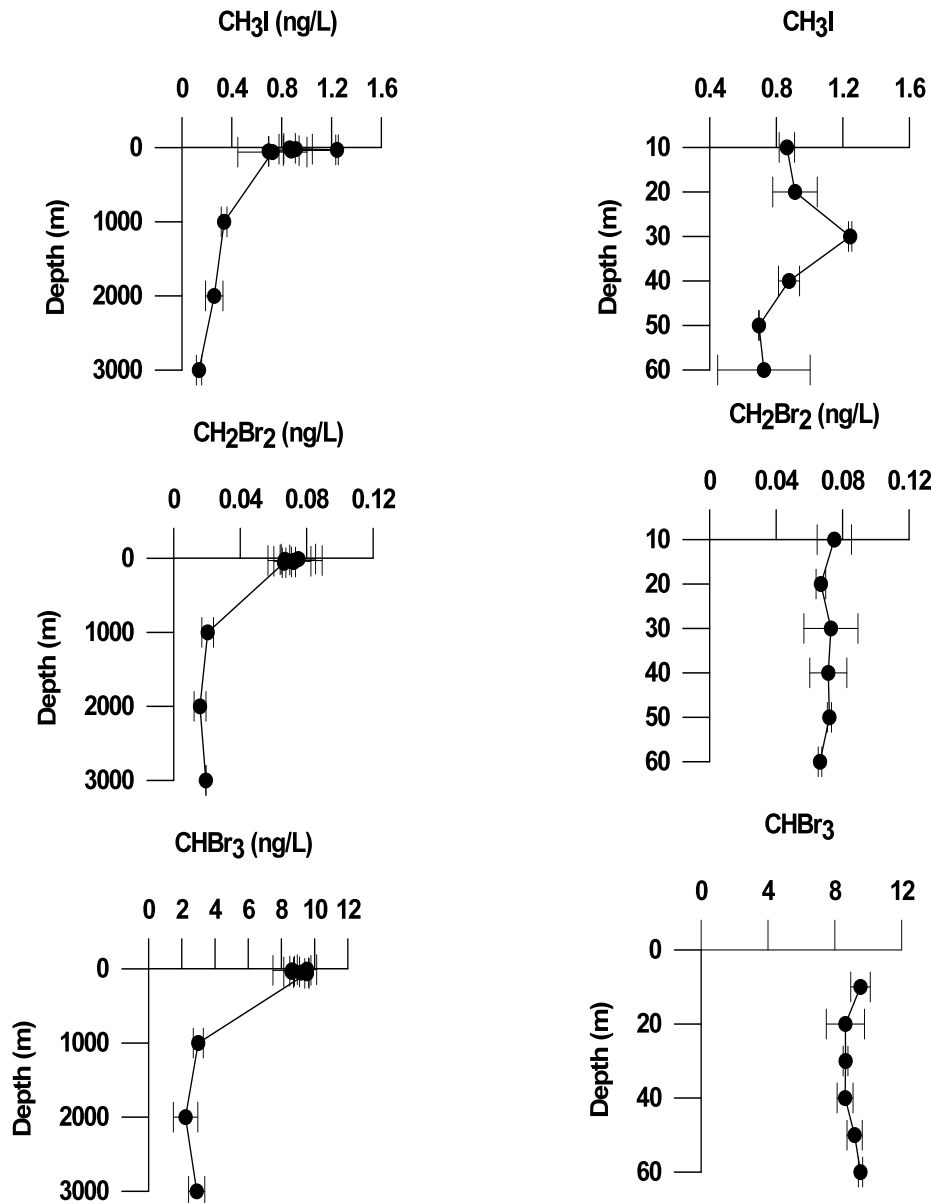 CH3I (ng/L)
0 0.4 0.8 1.2 1.6
0
1000
2000
3000
Depth (m)
CH3I
0.4 0.8 1.2 1.6
10
20
30
40
50
60
Depth (m)
CH2Br2 (ng/L)
0 0.04 0.08 0.12
0
1000
2000
3000
Depth (m)
CH2Br2 (ng/L)
0 0.04 0.08 0.12
10
20
30
40
50
60
Depth (m)
CHBr3 (ng/L)
0 2 4 6 8 10 12
0
1000
2000
3000
Depth (m)
CHBr3
0 4 8 12
0
20
40
60
Depth (m)